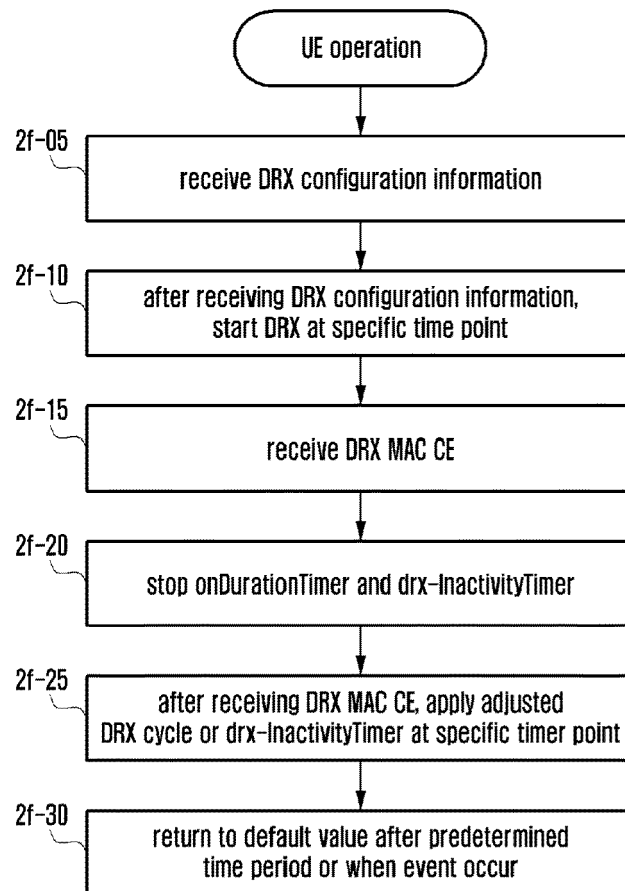 UE operation
2f-05
receive DRX configuration information
2f-10
after receiving DRX configuration information,
start DRX at specific time point
2f-15
receive DRX MAC CE
2f-20
stop onDurationTimer and drx-InactivityTimer
2f-25
after receiving DRX MAC CE, apply adjusted
DRX cycle or drx-InactivityTimer at specific timer point
2f-30
return to default value after predetermined
time period or when event occur